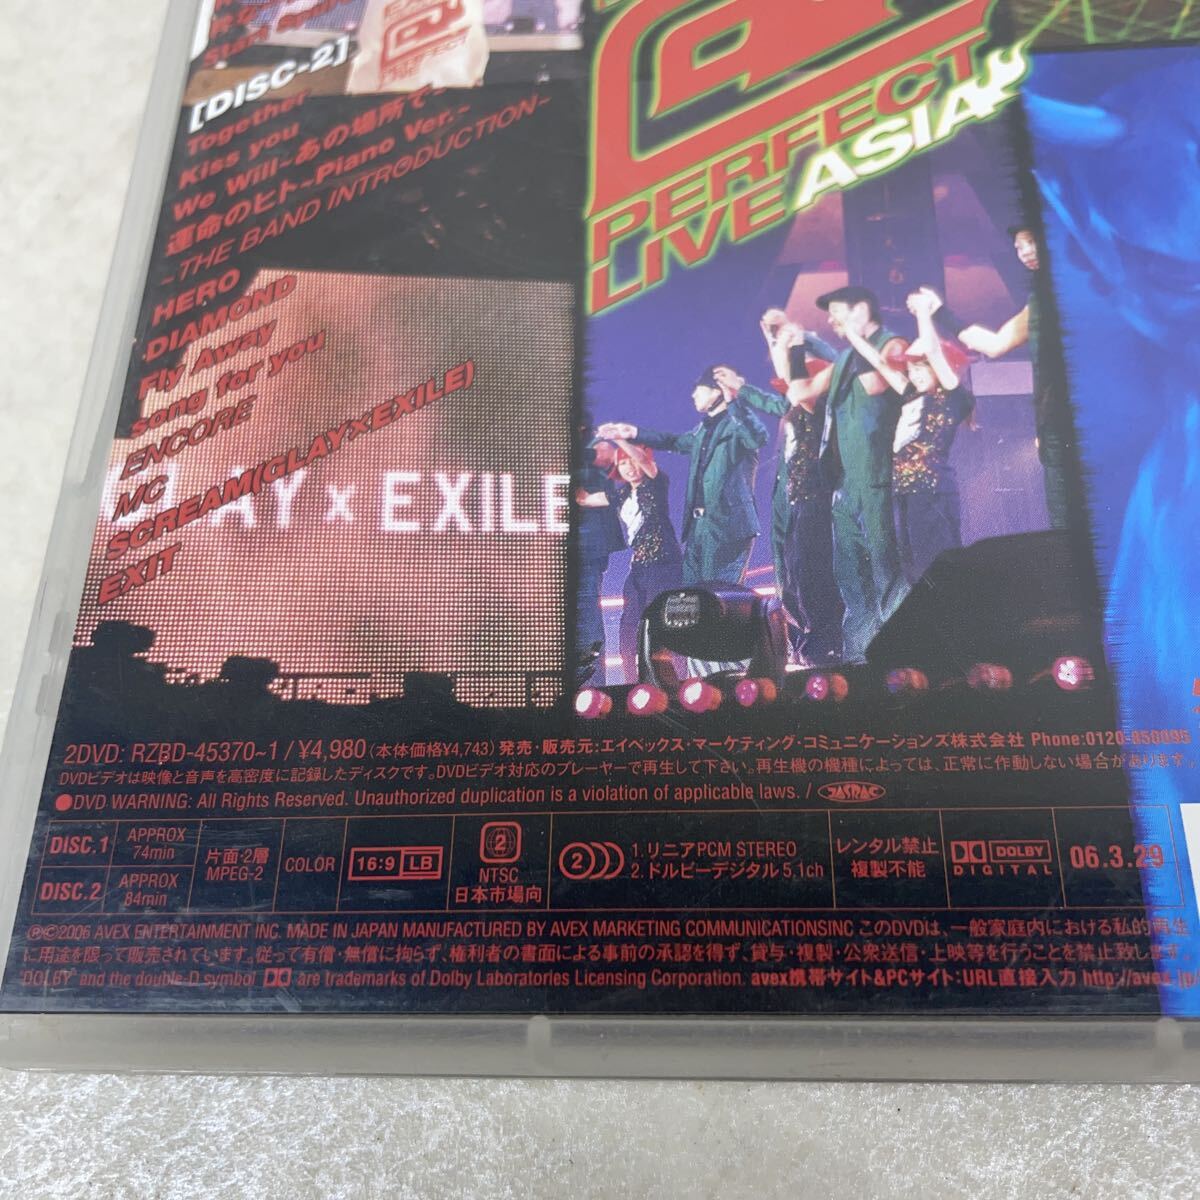 [DISC-2]
Together
Kiss you
We Will~あの場所で~
運命のヒト~Piano Ver.~
~THE BAND INTRODUCTION~
HERO
DIAMOND
Fly Away
song for you
ENCORE
MC
SCREAM(GLAY×EXILE)
EXIT
PERFECT
LIVE
PERFECT
LIVE ASIA
LAY x EXILE
2DVD: RZBD-45370~1 / ¥4,980 (本体価格¥4,743) 発売・販売元:エイベックス・マーケティング・コミュニケーションズ株式会社 Phone:0120-850095
DVDビデオは映像と音声を高密度に記録したディスクです。DVDビデオ対応のプレーヤーで再生して下さい。再生機の機種によっては、正常に作動しない場合があります。
●DVD WARNING: All Rights Reserved. Unauthorized duplication is a violation of applicable laws. / JASRAC
DISC.1 APPROX 74min
DISC.2 APPROX 84min
片面・2層
MPEG-2
COLOR
16:9 LB
2
NTSC
日本市場向
2
1. リニアPCM STEREO
2. ドルビーデジタル 5.1ch
レンタル禁止
複製不能
DOLBY
DIGITAL
06.3.29
℗©2006 AVEX ENTERTAINMENT INC. MADE IN JAPAN MANUFACTURED BY AVEX MARKETING COMMUNICATIONSINC このDVDは、一般家庭内における私的再生
に用途を限って販売されています。従って有償・無償に拘らず、権利者の書面による事前の承認を得ず、貸与・複製・公衆送信・上映等を行うことを禁止致します。
DOLBY and the double-D symbol are trademarks of Dolby Laboratories Licensing Corporation. avex携帯サイト&PCサイト:URL直接入力 http://avex.jp/